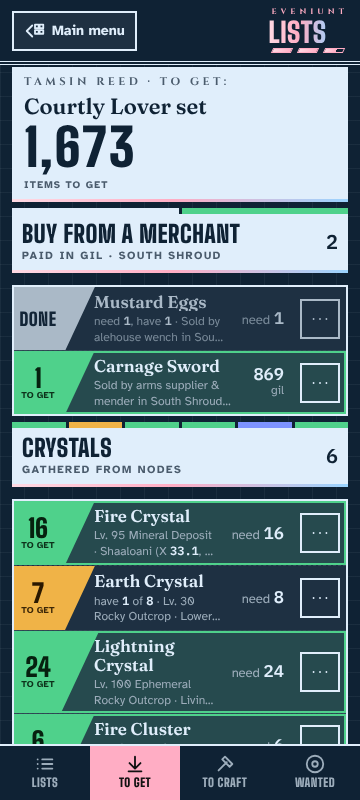 Main menu
EVENIUNT
LISTS
TAMSIN REED · TO GET:
Courtly Lover set
1,673
ITEMS TO GET
BUY FROM A MERCHANT
PAID IN GIL · SOUTH SHROUD
2
DONE
Mustard Eggs
need 1, have 1 · Sold by
alehouse wench in Sou...
need 1
...
1
TO GET
Carnage Sword
Sold by arms supplier &
mender in South Shroud...
869
gil
...
CRYSTALS
GATHERED FROM NODES
6
16
TO GET
Fire Crystal
Lv. 95 Mineral Deposit
· Shaaloani (X 33.1, ...
need 16
...
7
TO GET
Earth Crystal
have 1 of 8 · Lv. 30
Rocky Outcrop · Lower...
need 8
...
24
TO GET
Lightning
Crystal
Lv. 100 Ephemeral
Rocky Outcrop · Livin...
need 24
...
6
Fire Cluster
LISTS
TO GET
TO CRAFT
WANTED